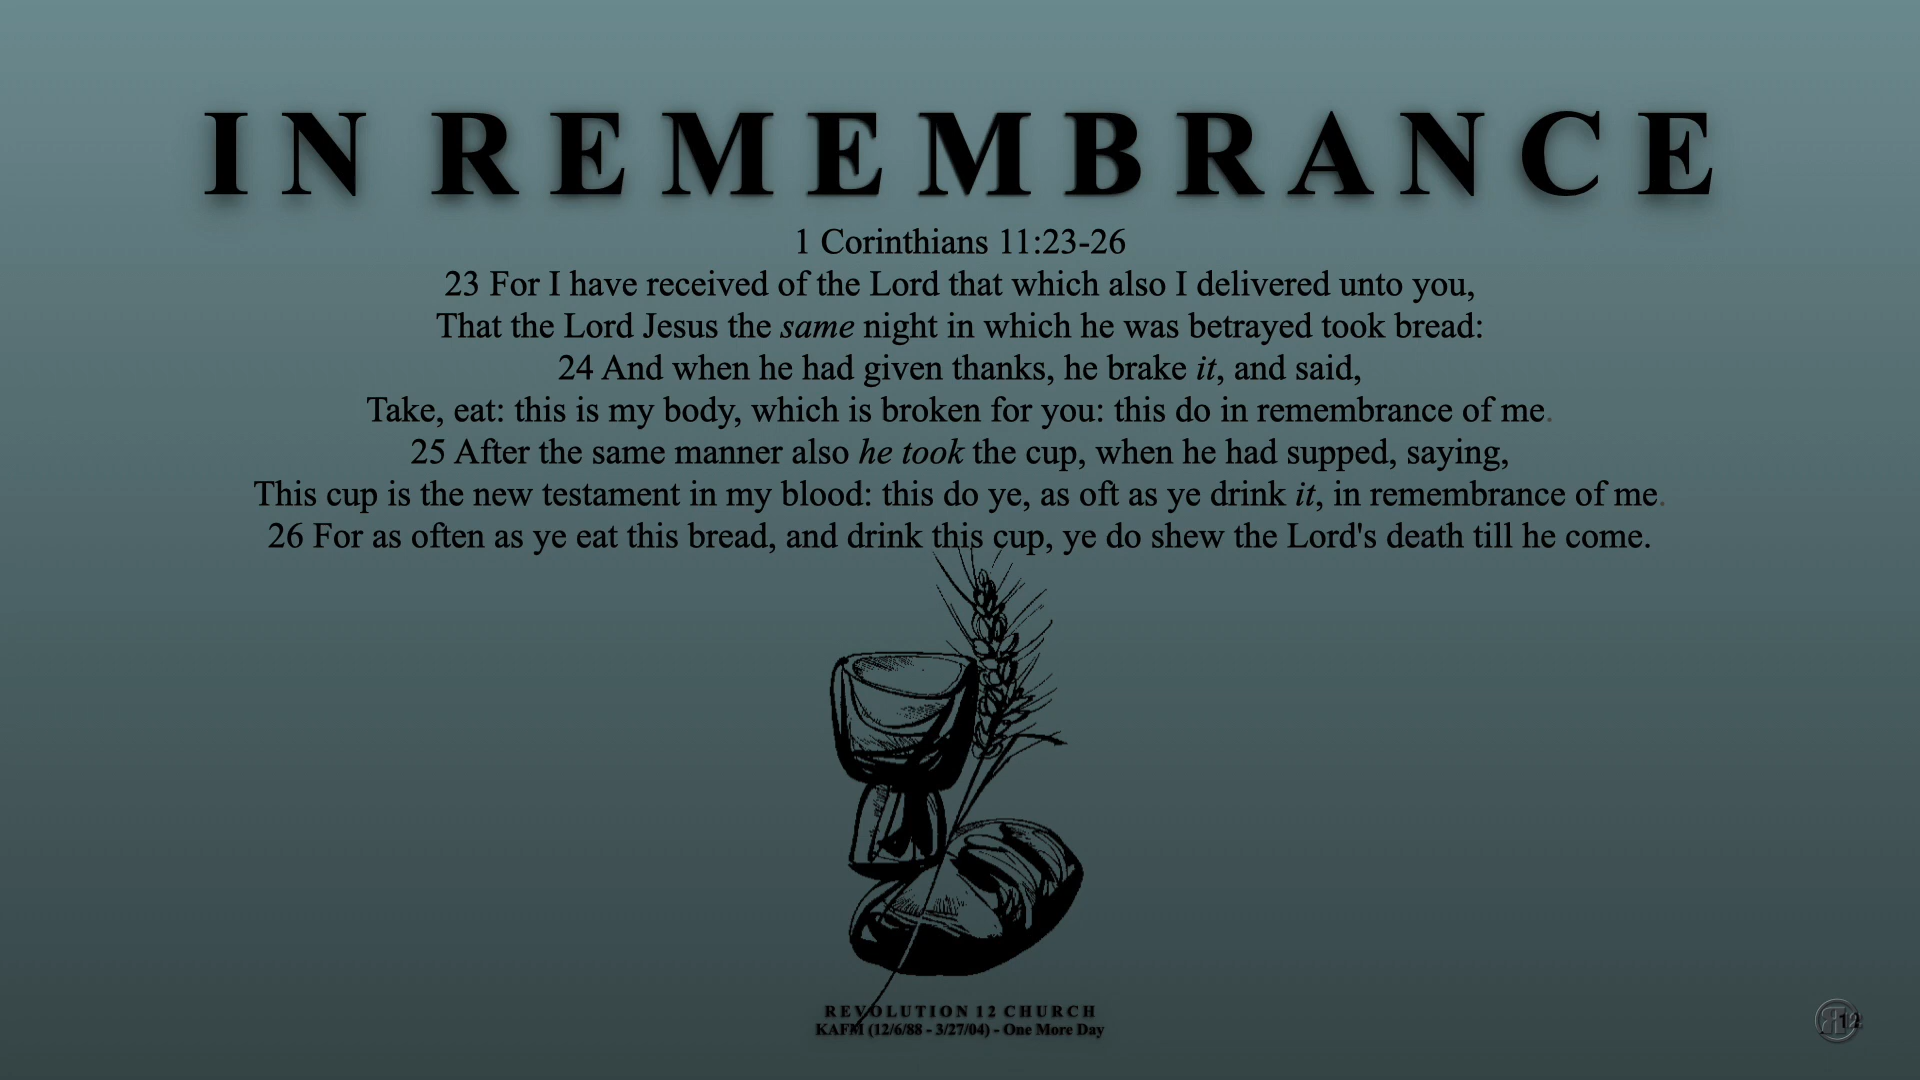 IN REMEMBRANCE
1 Corinthians 11:23-26
23 For I have received of the Lord that which also I delivered unto you,
That the Lord Jesus the same night in which he was betrayed took bread:
24 And when he had given thanks, he brake it, and said,
Take, eat: this is my body, which is broken for you: this do in remembrance of me.
25 After the same manner also he took the cup, when he had supped, saying,
This cup is the new testament in my blood: this do ye, as oft as ye drink it, in remembrance of me.
26 For as often as ye eat this bread, and drink this cup, ye do shew the Lord's death till he come.
REVOLUTION 12 CHURCH
KAFM (12/6/88 - 3/27/04) - One More Day
12